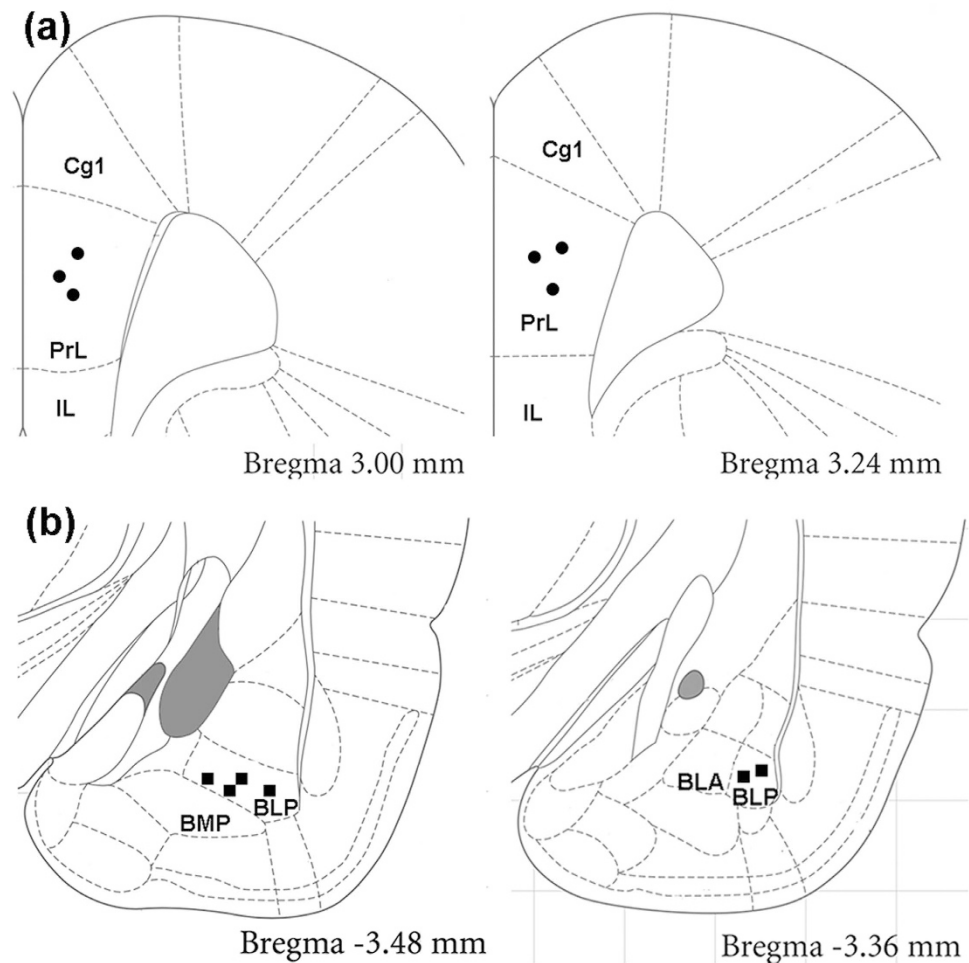 (a)
Cg1
PrL
IL
Bregma 3.00 mm
Cg1
PrL
IL
Bregma 3.24 mm
(b)
BMP
BLP
Bregma -3.48 mm
BLA
BLP
Bregma -3.36 mm